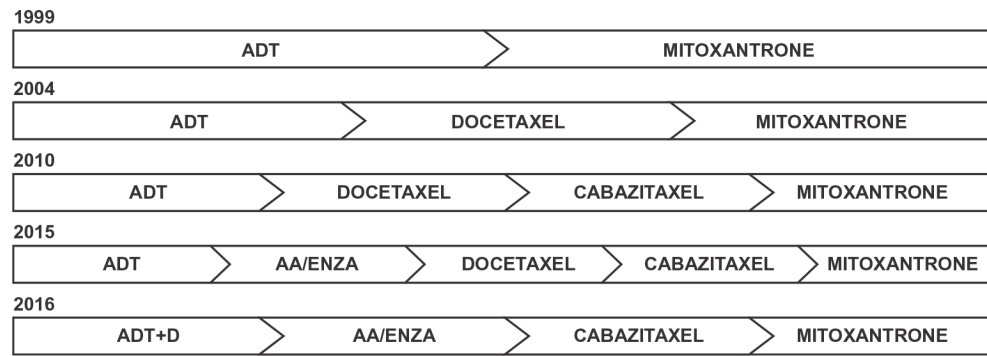 1999
ADT MITOXANTRONE
2004
ADT DOCETAXEL MITOXANTRONE
2010
ADT DOCETAXEL CABAZITAXEL MITOXANTRONE
2015
ADT AA/ENZA DOCETAXEL CABAZITAXEL MITOXANTRONE
2016
ADT+D AA/ENZA CABAZITAXEL MITOXANTRONE